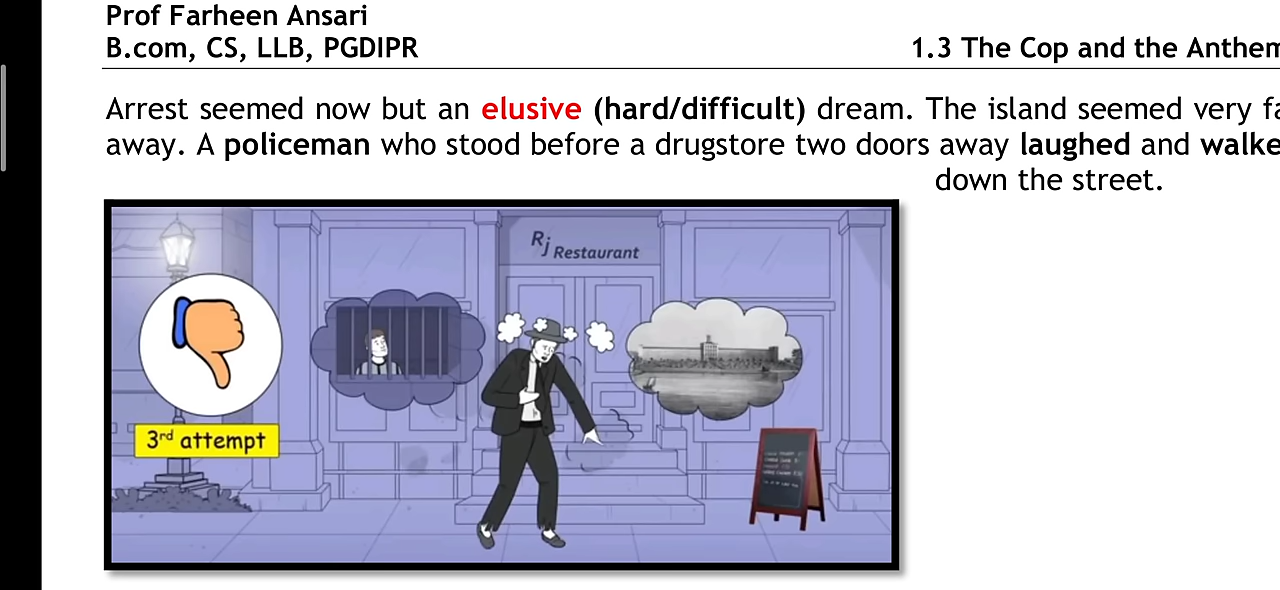 Prof Farheen Ansari
B.com, CS, LLB, PGDIPR
1.3 The Cop and the Anthem
Arrest seemed now but an elusive (hard/difficult) dream. The island seemed very fa
away. A policeman who stood before a drugstore two doors away laughed and walke
down the street.
Rj Restaurant
3rd attempt